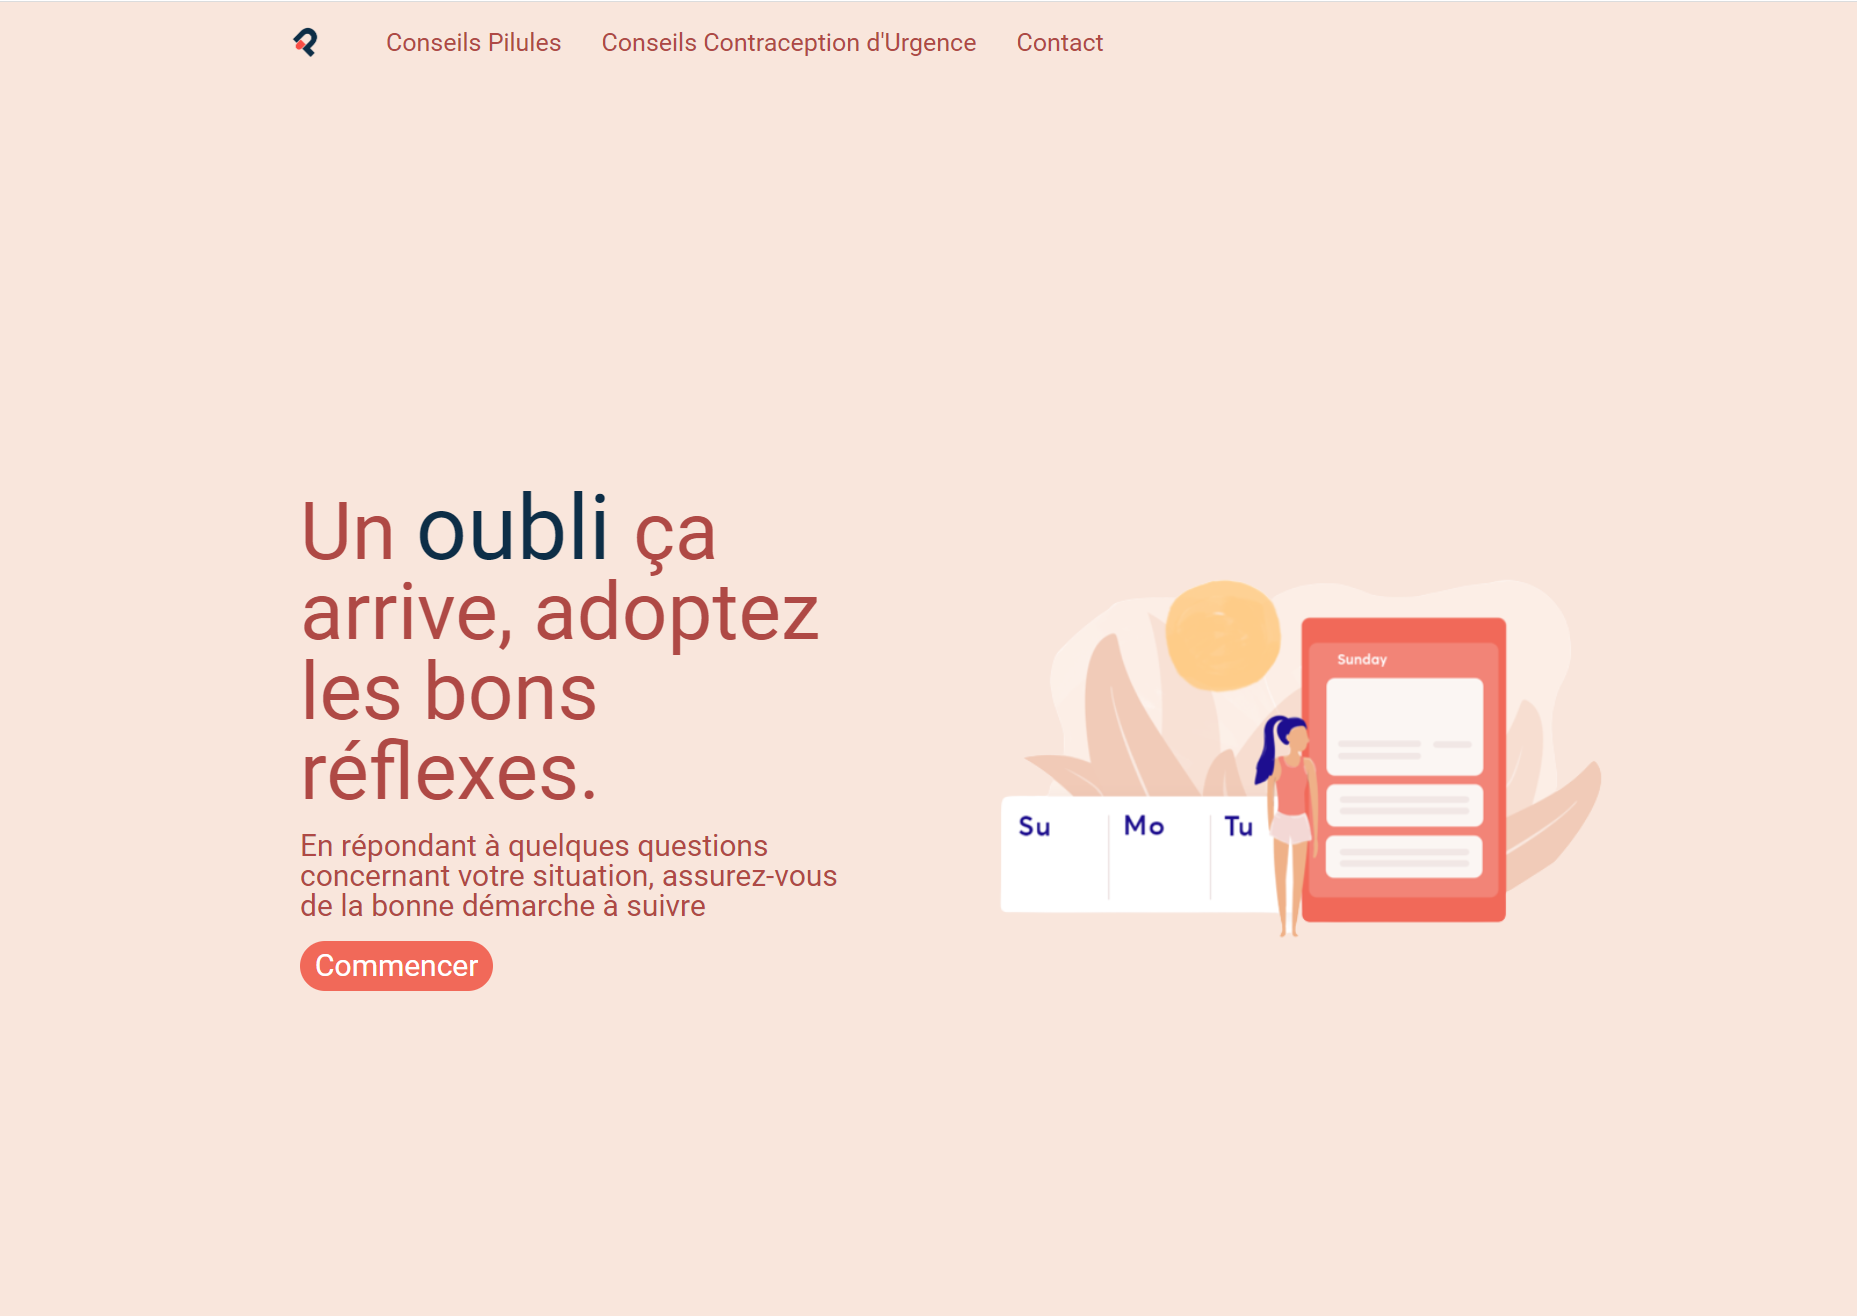 Conseils Pilules Conseils Contraception d'Urgence Contact
Un oubli ça
arrive, adoptez
les bons
réflexes.
En répondant à quelques questions
concernant votre situation, assurez-vous
de la bonne démarche à suivre
Commencer
Sunday
Su Mo Tu